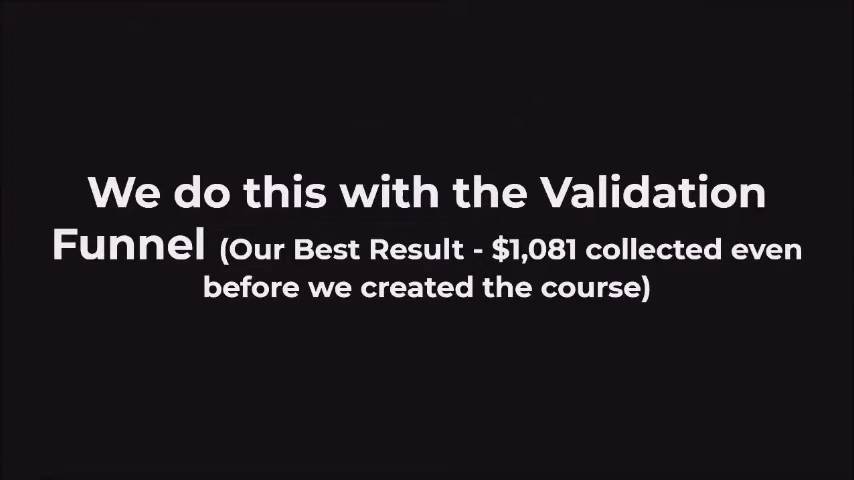 We do this with the Validation
Funnel (Our Best Result - $1,081 collected even
before we created the course)